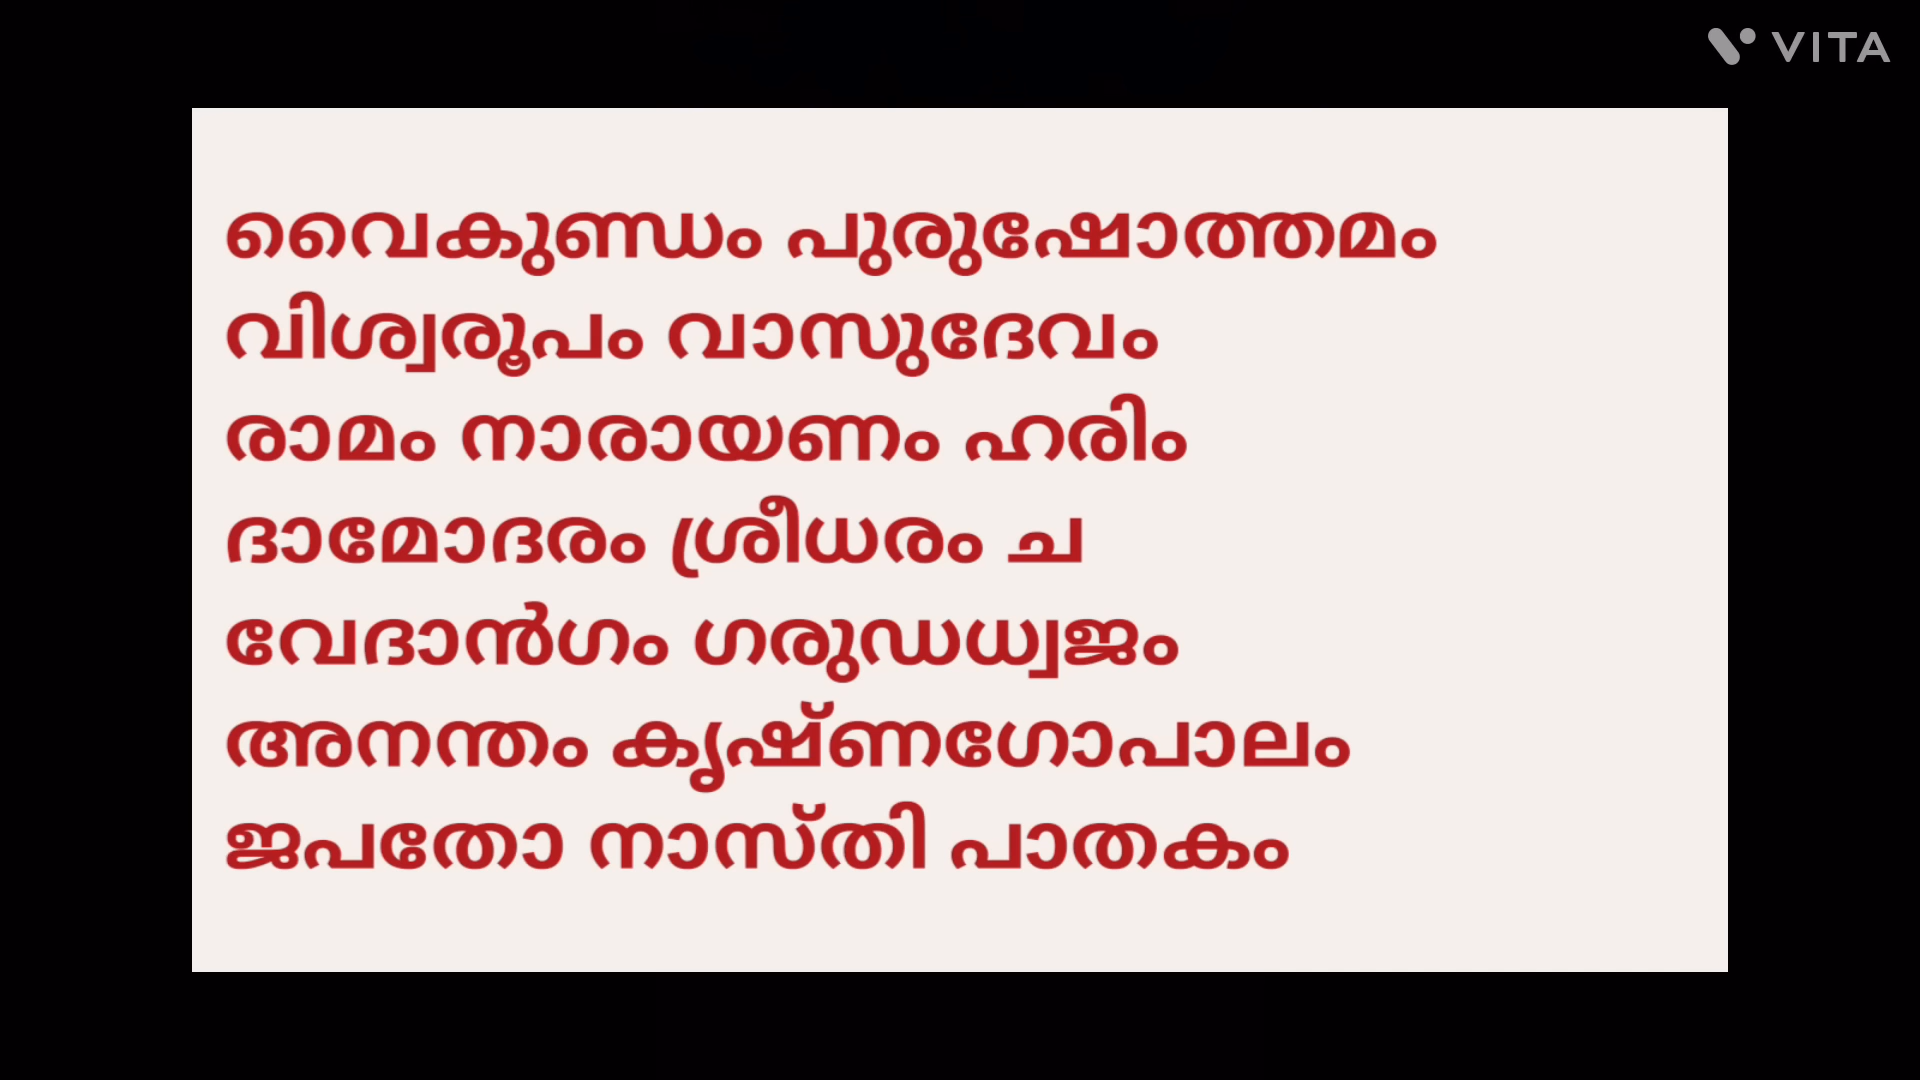 VITA
വൈകുണ്ഡം പുരുഷോത്തമം
വിശ്വരൂപം വാസുദേവം
രാമം നാരായണം ഹരിം
ദാമോദരം ശ്രീധരം ച
വേദാൻഗം ഗരുഡധ്വജം
അനന്തം കൃഷ്ണഗോപാലം
ജപതോ നാസ്തി പാതകം